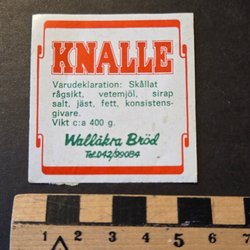 KNALLE
Varudeklaration: Skållat
rågsikt, vetemjöl, sirap
salt, jäst, fett, konsistens-
givare.
Vikt c:a 400 g.
Wallåkra Bröd
Tel. 042/99084
1 2 3 4 5 6 7